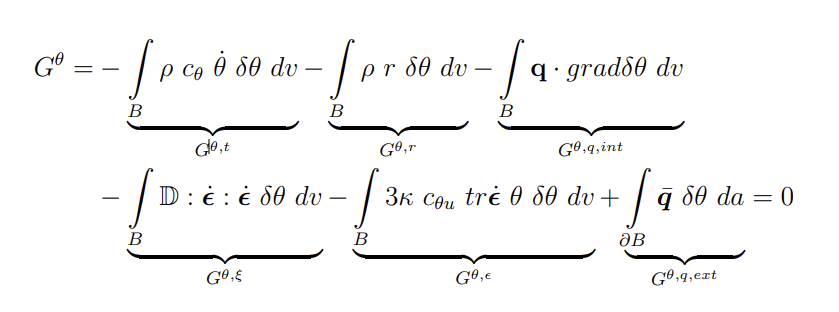 G^θ = − ∫_B ρ c_θ θ̇ δθ dv − ∫_B ρ r δθ dv − ∫_B 𝐪 · gradδθ dv
G^{θ,t} G^{θ,r} G^{θ,q,int}
− ∫_B 𝔻 : ϵ̇ : ϵ̇ δθ dv − ∫_B 3κ c_{θu} trϵ̇ θ δθ dv + ∫_{∂B} q̄ δθ da = 0
G^{θ,ξ} G^{θ,ϵ} G^{θ,q,ext}